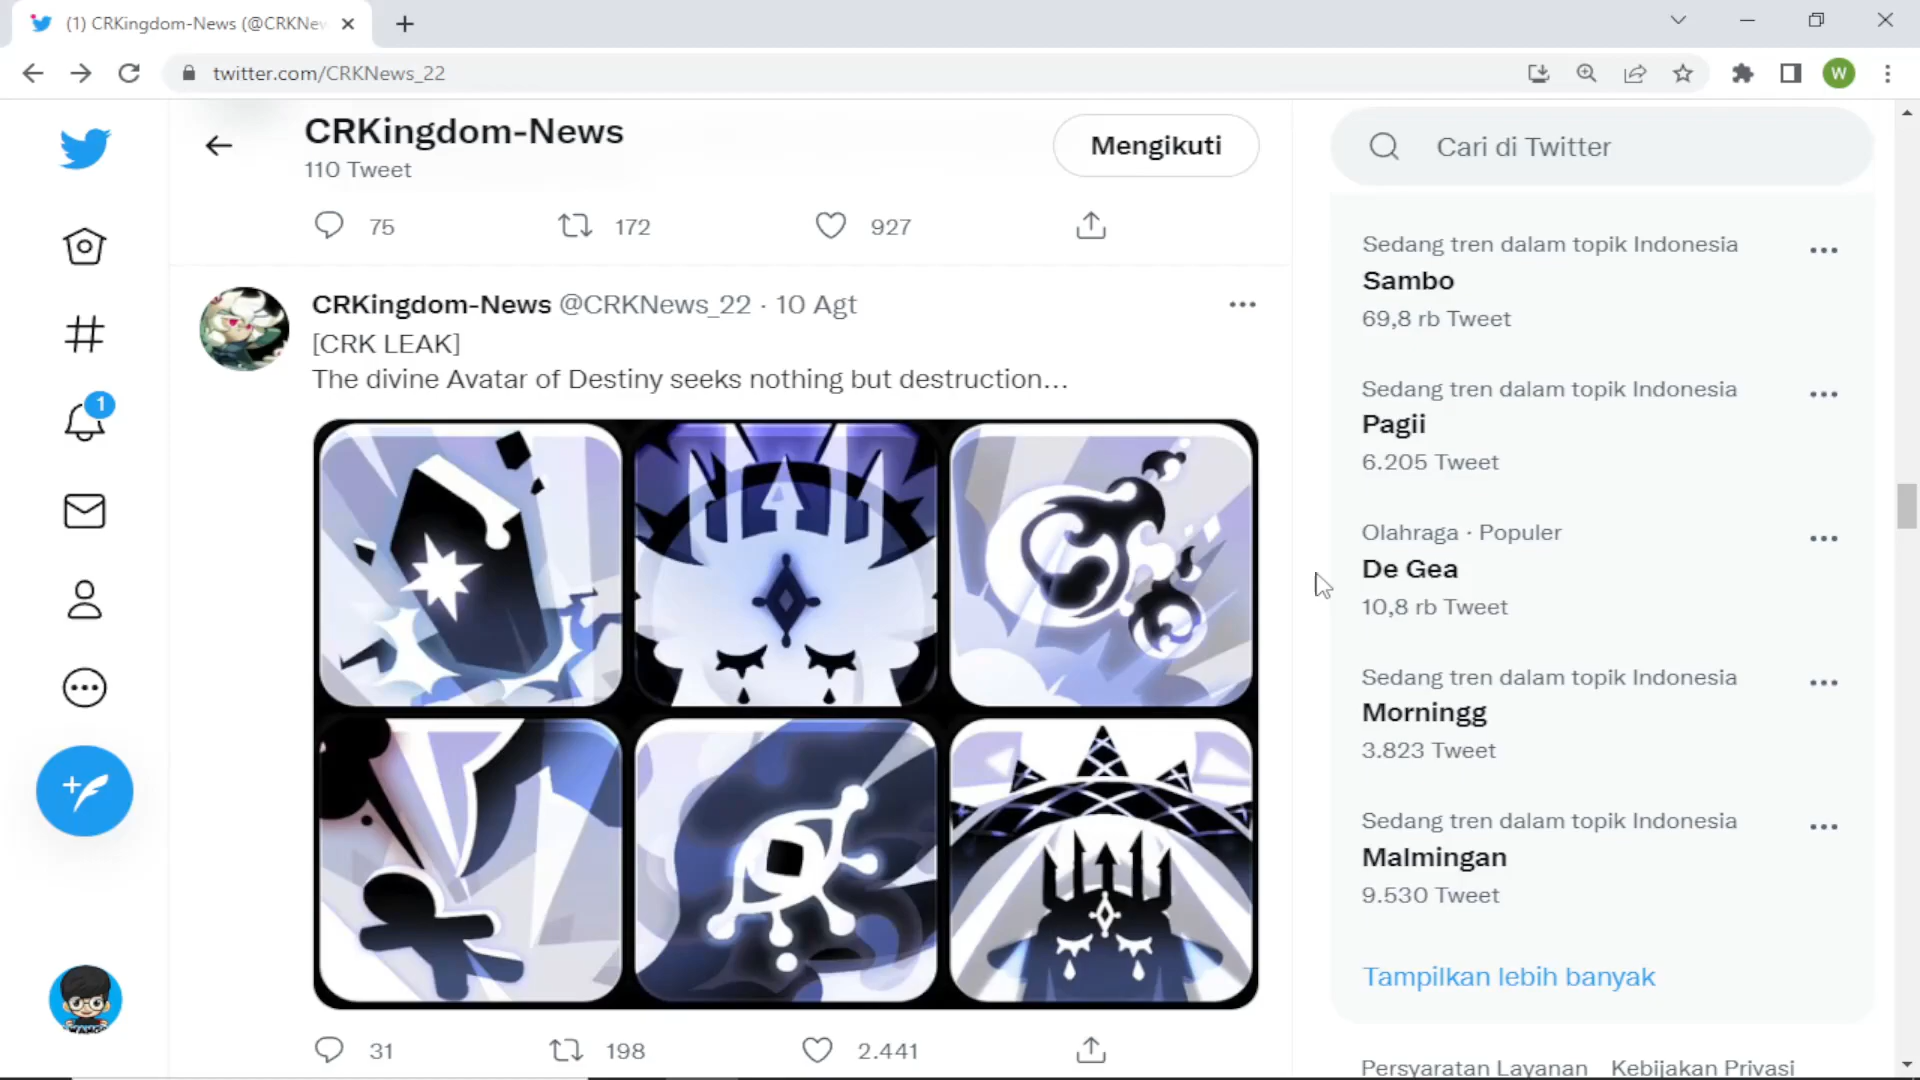 (1) CRKingdom-News (@CRKNew
twitter.com/CRKNews_22
W
CRKingdom-News
110 Tweet
Mengikuti
Cari di Twitter
75
172
927
CRKingdom-News @CRKNews_22 · 10 Agt
[CRK LEAK]
The divine Avatar of Destiny seeks nothing but destruction...
1
31
198
2.441
Sedang tren dalam topik Indonesia
Sambo
69,8 rb Tweet
Sedang tren dalam topik Indonesia
Pagii
6.205 Tweet
Olahraga · Populer
De Gea
10,8 rb Tweet
Sedang tren dalam topik Indonesia
Morningg
3.823 Tweet
Sedang tren dalam topik Indonesia
Malmingan
9.530 Tweet
Tampilkan lebih banyak
Persyaratan Layanan Kebijakan Privasi